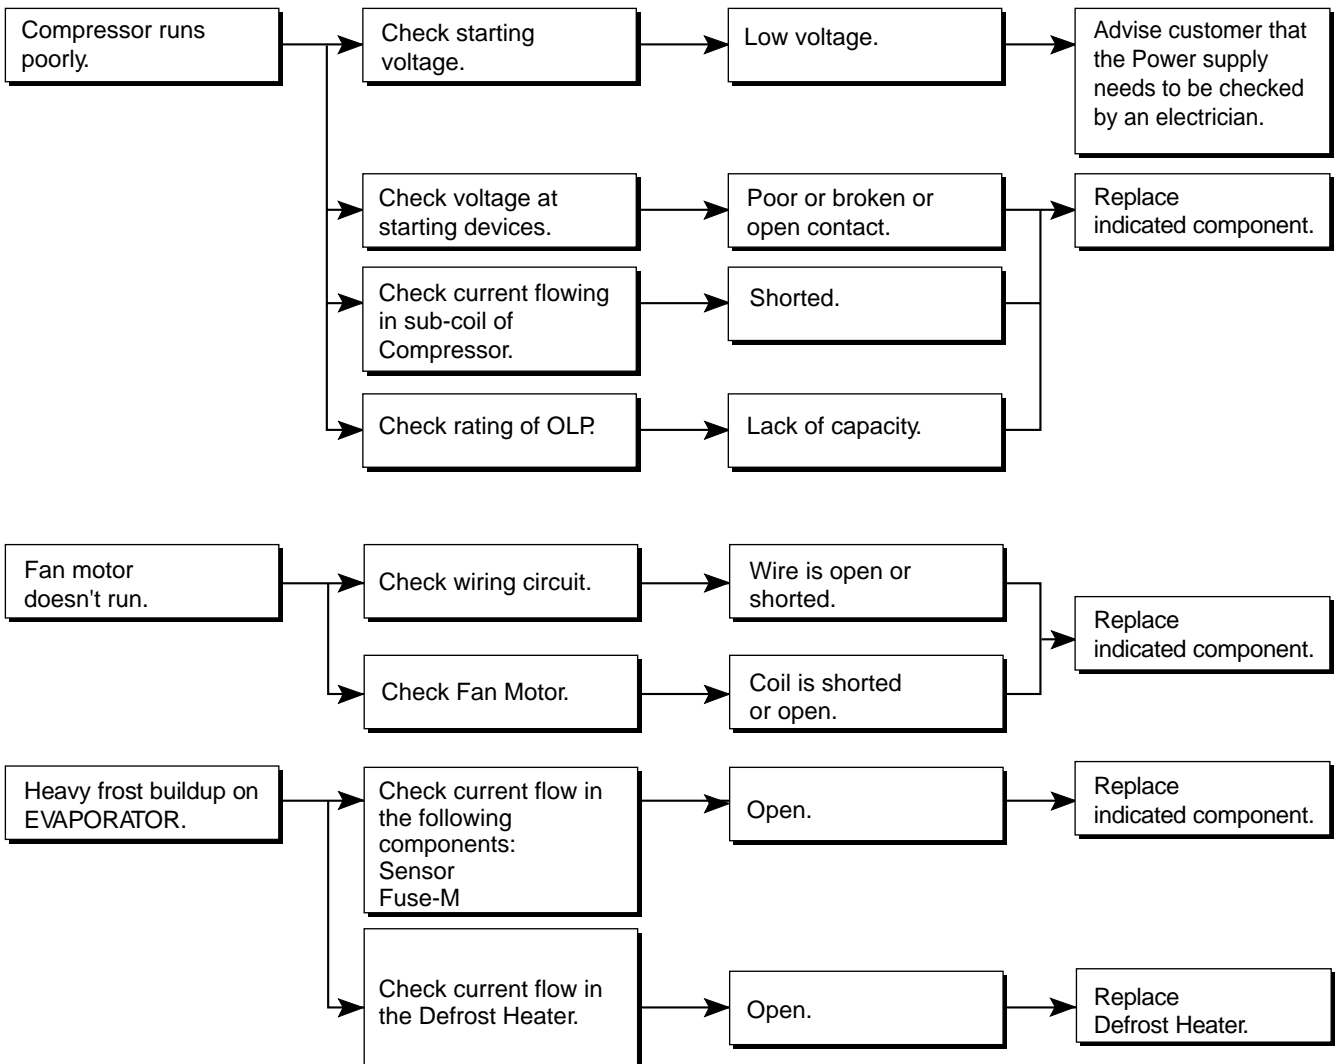 Compressor runs
poorly.
Check starting
voltage.
Low voltage.
Advise customer that
the Power supply
needs to be checked
by an electrician.
Check voltage at
starting devices.
Poor or broken or
open contact.
Replace
indicated component.
Check current flowing
in sub-coil of
Compressor.
Shorted.
Check rating of OLP.
Lack of capacity.
Fan motor
doesn't run.
Check wiring circuit.
Wire is open or
shorted.
Replace
indicated component.
Check Fan Motor.
Coil is shorted
or open.
Heavy frost buildup on
EVAPORATOR.
Check current flow in
the following
components:
Sensor
Fuse-M
Open.
Replace
indicated component.
Check current flow in
the Defrost Heater.
Open.
Replace
Defrost Heater.